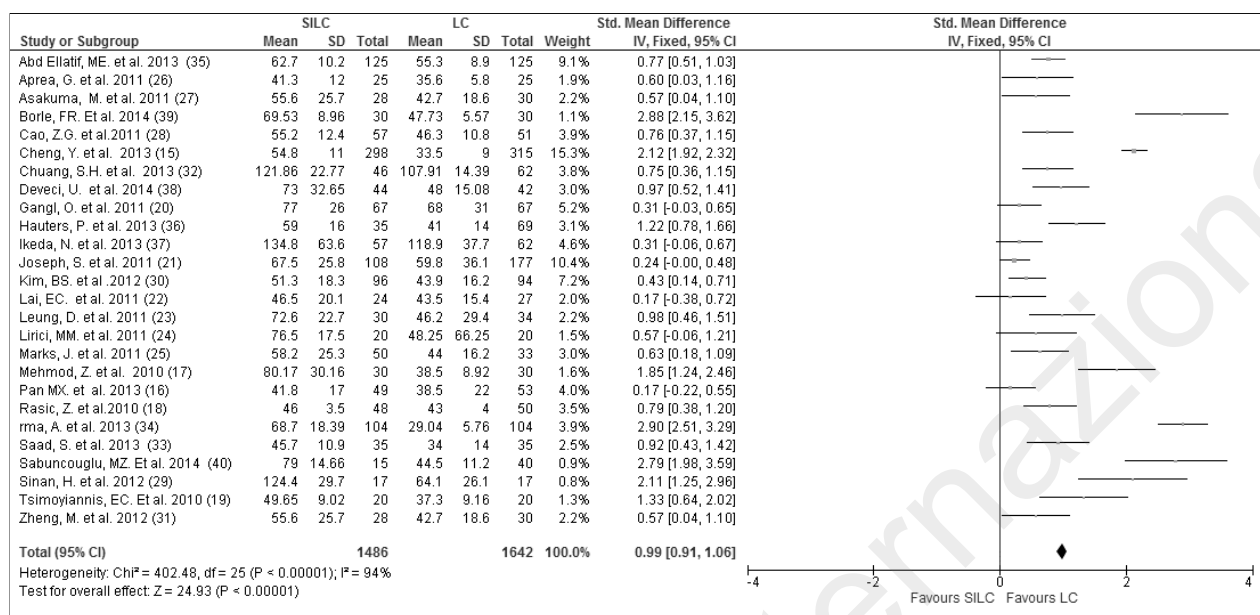 SILC LC Std. Mean Difference Std. Mean Difference
Study or Subgroup Mean SD Total Mean SD Total Weight IV, Fixed, 95% CI IV, Fixed, 95% CI
Abd Ellatif, ME. et al. 2013 (35) 62.7 10.2 125 55.3 8.9 125 9.1% 0.77 [0.51, 1.03]
Aprea, G. et al. 2011 (26) 41.3 12 25 35.6 5.8 25 1.9% 0.60 [0.03, 1.16]
Asakuma, M. et al. 2011 (27) 55.6 25.7 28 42.7 18.6 30 2.2% 0.57 [0.04, 1.10]
Borle, FR. Et al 2014 (39) 69.53 8.96 30 47.73 5.57 30 1.1% 2.88 [2.15, 3.62]
Cao, Z.G. et al.2011 (28) 55.2 12.4 57 46.3 10.8 51 3.9% 0.76 [0.37, 1.15]
Cheng, Y. et al. 2013 (15) 54.8 11 298 33.5 9 315 15.3% 2.12 [1.92, 2.32]
Chuang, S.H. et al. 2013 (32) 121.86 22.77 46 107.91 14.39 62 3.8% 0.75 [0.36, 1.15]
Deveci, U. et al. 2014 (38) 73 32.65 44 48 15.08 42 3.0% 0.97 [0.52, 1.41]
Gangl, O. et al. 2011 (20) 77 26 67 68 31 67 5.2% 0.31 [-0.03, 0.65]
Hauters, P. et al. 2013 (36) 59 16 35 41 14 69 3.1% 1.22 [0.78, 1.66]
Ikeda, N. et al. 2013 (37) 134.8 63.6 57 118.9 37.7 62 4.6% 0.31 [-0.06, 0.67]
Joseph, S. et al. 2011 (21) 67.5 25.8 108 59.8 36.1 177 10.4% 0.24 [-0.00, 0.48]
Kim, BS. et al .2012 (30) 51.3 18.3 96 43.9 16.2 94 7.3% 0.43 [0.14, 0.71]
Lai, EC. et al. 2011 (22) 46.5 20.1 24 43.5 15.4 27 2.0% 0.17 [-0.38, 0.72]
Leung, D. et al. 2011 (23) 72.6 22.7 30 46.2 29.4 34 2.2% 0.98 [0.46, 1.51]
Lirici, MM. et al. 2011 (24) 76.5 17.5 20 48.25 66.25 20 1.5% 0.57 [-0.06, 1.21]
Marks, J. et al. 2011 (25) 58.2 25.3 50 44 16.2 33 3.0% 0.63 [0.18, 1.09]
Mehmod, Z. et al. 2010 (17) 80.17 30.16 30 38.5 8.92 30 1.6% 1.85 [1.24, 2.46]
Pan MX. et al 2013 (16) 41.8 17 49 38.5 22 53 4.0% 0.17 [-0.22, 0.55]
Rasic, Z. et al.2010 (18) 46 3.5 48 43 4 50 3.5% 0.79 [0.38, 1.20]
rma, A. et al. 2013 (34) 68.7 18.39 104 29.04 5.76 104 3.9% 2.90 [2.51, 3.29]
Saad, S. et al. 2013 (33) 45.7 10.9 35 34 14 35 2.5% 0.92 [0.43, 1.42]
Sabuncouglu, MZ. Et al. 2014 (40) 79 14.66 15 44.5 11.2 40 0.9% 2.79 [1.98, 3.59]
Sinan, H. et al. 2012 (29) 124.4 29.7 17 64.1 26.1 17 0.8% 2.11 [1.25, 2.96]
Tsimoyiannis, EC. Et al. 2010 (19) 49.65 9.02 20 37.3 9.16 20 1.3% 1.33 [0.64, 2.02]
Zheng, M. et al. 2012 (31) 55.6 25.7 28 42.7 18.6 30 2.2% 0.57 [0.04, 1.10]
Total (95% CI) 1486 1642 100.0% 0.99 [0.91, 1.06]
Heterogeneity: Chi² = 402.48, df = 25 (P < 0.00001); I² = 94%
Test for overall effect: Z = 24.93 (P < 0.00001)
-4 -2 0 2 4
Favours SILC Favours LC
ernazion